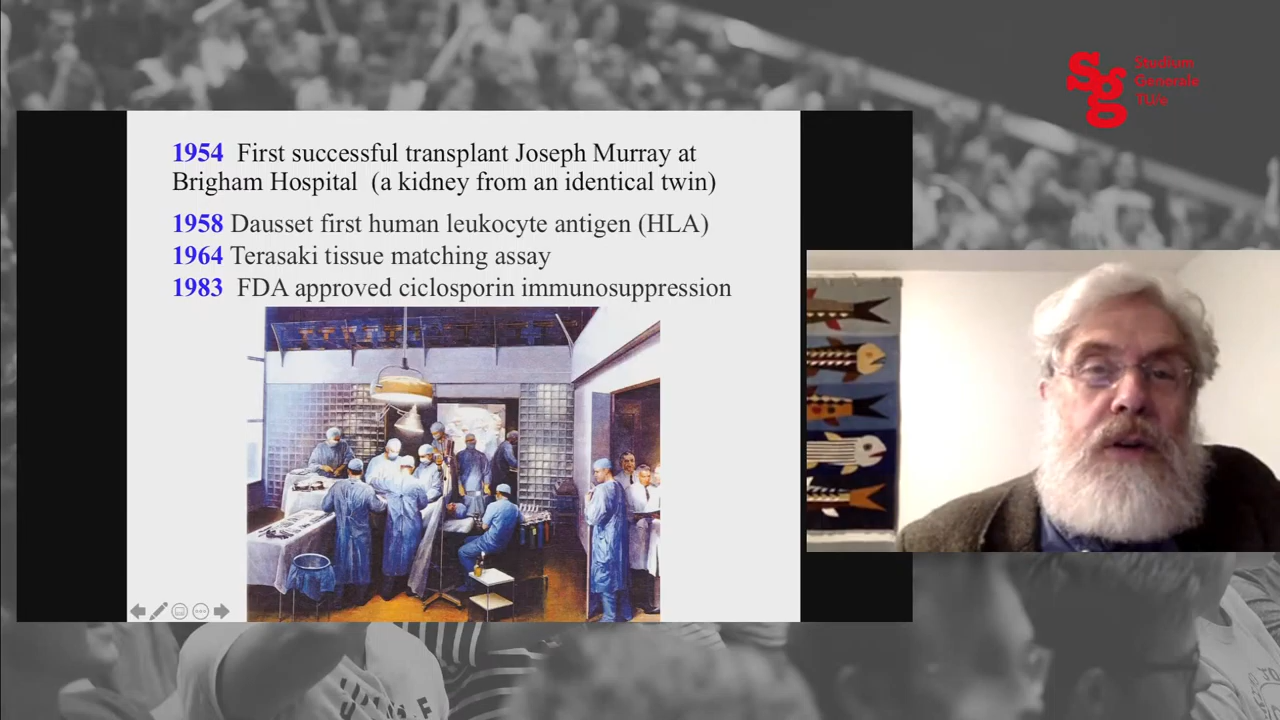 Sg
Studium
Generale
TU/e
1954 First successful transplant Joseph Murray at
Brigham Hospital (a kidney from an identical twin)
1958 Dausset first human leukocyte antigen (HLA)
1964 Terasaki tissue matching assay
1983 FDA approved ciclosporin immunosuppression